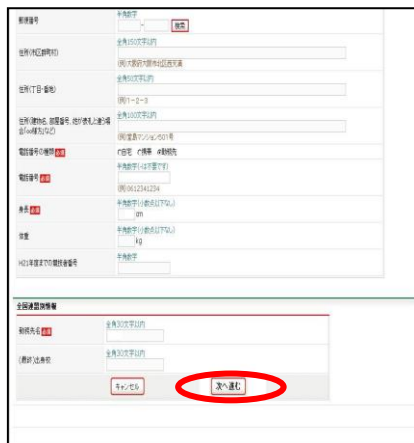 郵便番号
半角数字
-
検索
住所(市区群町村)
全角150文字以内
(例)大阪府大阪市北区西天満
住所(丁目・番地)
全角50文字以内
(例)1-2-3
住所(建物名、部屋番号、姓が表札と違う場合「○○様方」など)
全角100文字以内
(例)堂島マンション501号
電話番号の種類 必須
自宅 携帯 勤務先
電話番号 必須
半角数字(-は不要です)
(例)0612341234
身長 必須
半角数字(小数点以下なし)
cm
体重
半角数字(小数点以下なし)
kg
H21年度までの競技者番号
半角数字
全国連盟別情報
勤務先名 必須
全角30文字以内
(最終)出身校
全角30文字以内
キャンセル
次へ進む